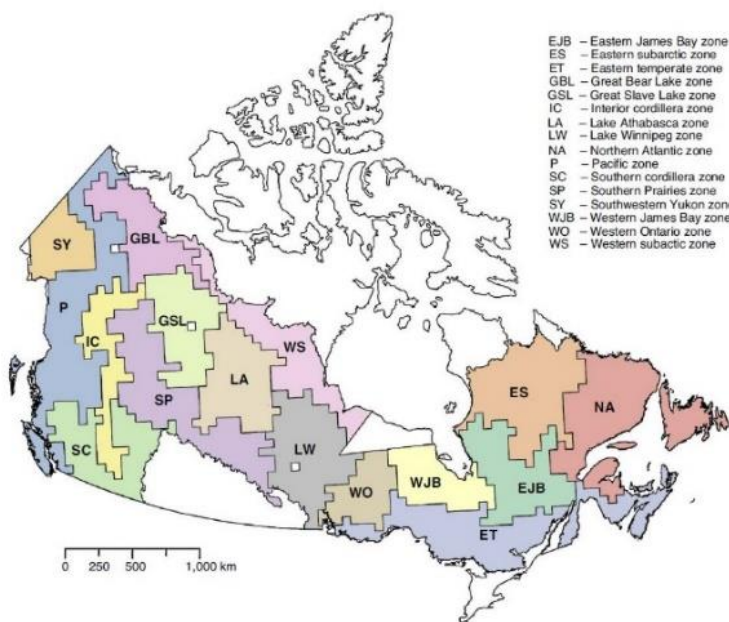 EJB – Eastern James Bay zone
ES – Eastern subarctic zone
ET – Eastern temperate zone
GBL – Great Bear Lake zone
GSL – Great Slave Lake zone
IC – Interior cordillera zone
LA – Lake Athabasca zone
LW – Lake Winnipeg zone
NA – Northern Atlantic zone
P – Pacific zone
SC – Southern cordillera zone
SP – Southern Prairies zone
SY – Southwestern Yukon zone
WJB – Western James Bay zone
WO – Western Ontario zone
WS – Western subactic zone
SY
GBL
P
IC
GSL
WS
LA
SP
ES
NA
SC
LW
WO
WJB
EJB
ET
0 250 500 1,000 km